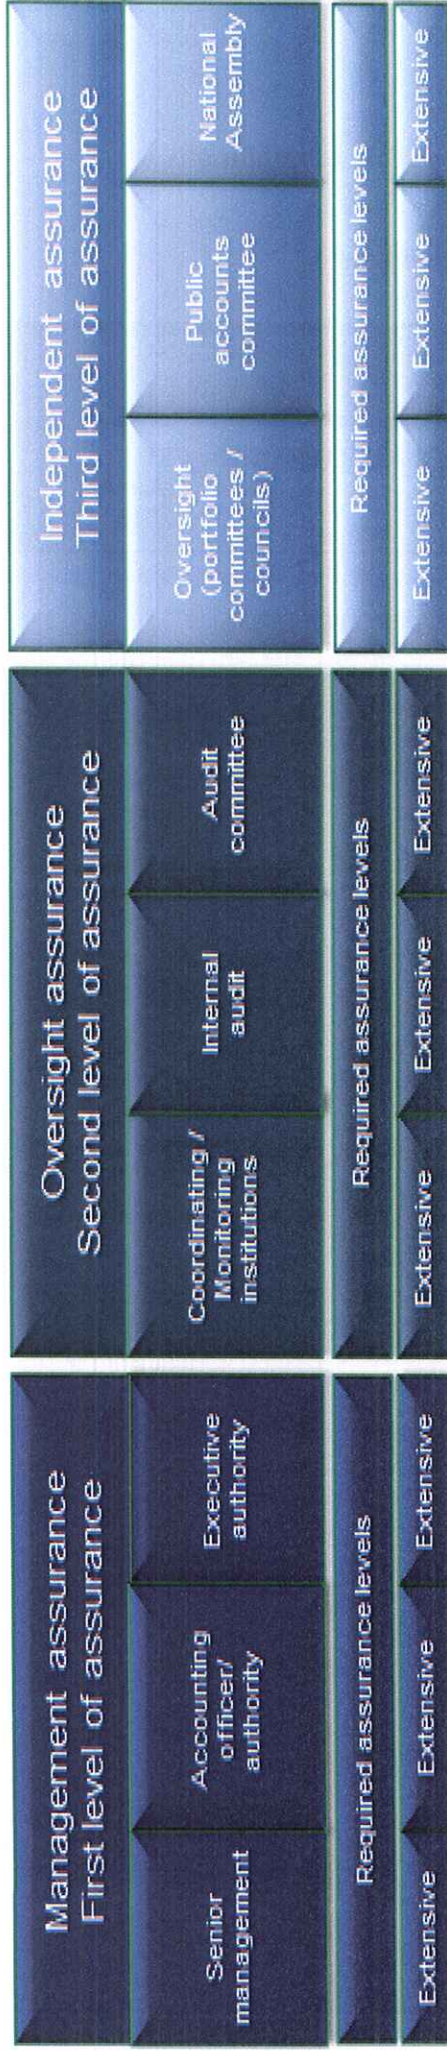 Management assurance
First level of assurance
Senior
management
Accounting
officer/
authority
Executive
authority
Required assurance levels
Extensive
Extensive
Extensive
Oversight assurance
Second level of assurance
Coordinating /
Monitoring
institutions
Internal
audit
Audit
committee
Required assurance levels
Extensive
Extensive
Extensive
Independent assurance
Third level of assurance
Oversight
(portfolio
committees /
councils)
Public
accounts
committee
National
Assembly
Required assurance levels
Extensive
Extensive
Extensive